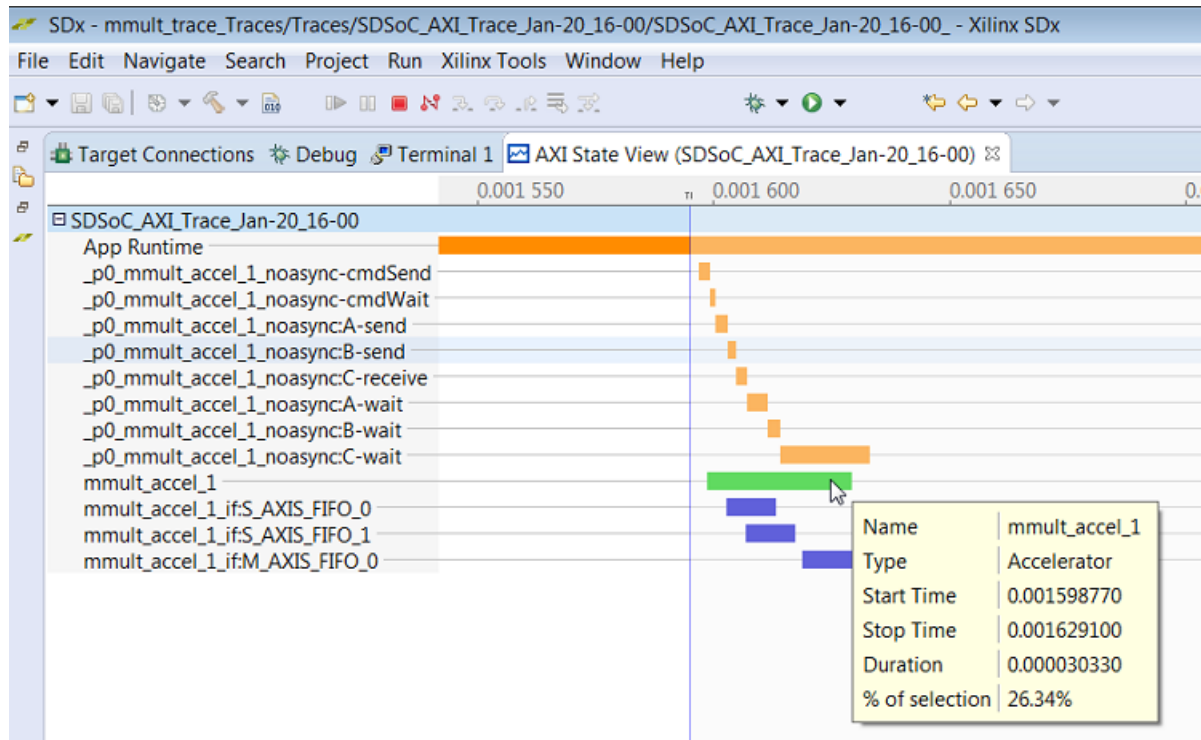 SDx - mmult_trace_Traces/Traces/SDSoC_AXI_Trace_Jan-20_16-00/SDSoC_AXI_Trace_Jan-20_16-00_ - Xilinx SDx
File Edit Navigate Search Project Run Xilinx Tools Window Help
010
Target Connections Debug Terminal 1 AXI State View (SDSoC_AXI_Trace_Jan-20_16-00)
0.001 550 TI 0.001 600 0.001 650 0.
SDSoC_AXI_Trace_Jan-20_16-00
App Runtime
_p0_mmult_accel_1_noasync-cmdSend
_p0_mmult_accel_1_noasync-cmdWait
_p0_mmult_accel_1_noasync:A-send
_p0_mmult_accel_1_noasync:B-send
_p0_mmult_accel_1_noasync:C-receive
_p0_mmult_accel_1_noasync:A-wait
_p0_mmult_accel_1_noasync:B-wait
_p0_mmult_accel_1_noasync:C-wait
mmult_accel_1
mmult_accel_1_if:S_AXIS_FIFO_0
mmult_accel_1_if:S_AXIS_FIFO_1
mmult_accel_1_if:M_AXIS_FIFO_0
Name mmult_accel_1
Type Accelerator
Start Time 0.001598770
Stop Time 0.001629100
Duration 0.000030330
% of selection 26.34%